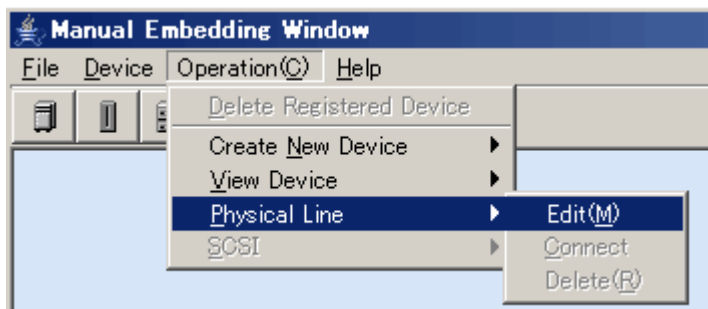 Manual Embedding Window
File Device Operation(C) Help
Delete Registered Device
Create New Device
View Device
Physical Line
SCSI
Edit(M)
Connect
Delete(R)